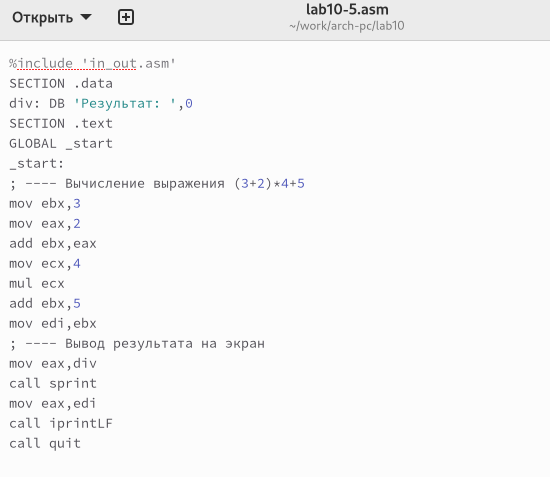 Открыть
lab10-5.asm
~/work/arch-pc/lab10
%include 'in_out.asm'
SECTION .data
div: DB 'Результат: ',0
SECTION .text
GLOBAL _start
_start:
; ---- Вычисление выражения (3+2)*4+5
mov ebx,3
mov eax,2
add ebx,eax
mov ecx,4
mul ecx
add ebx,5
mov edi,ebx
; ---- Вывод результата на экран
mov eax,div
call sprint
mov eax,edi
call iprintLF
call quit